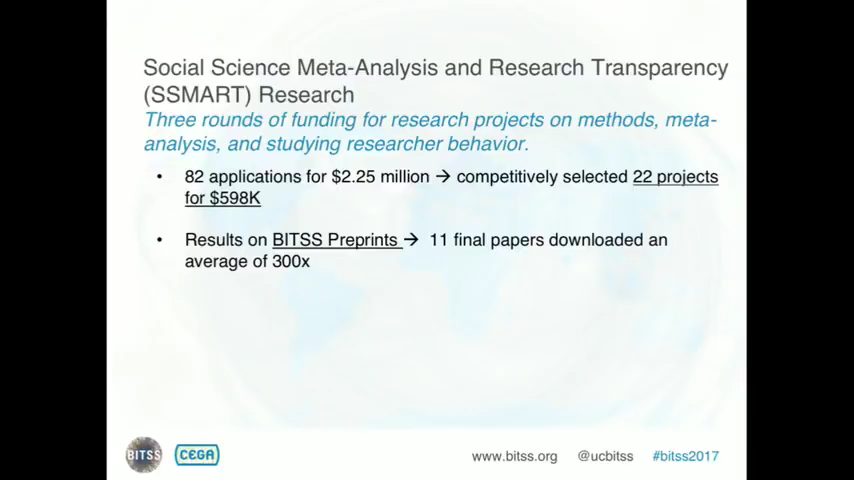 Social Science Meta-Analysis and Research Transparency
(SSMART) Research
Three rounds of funding for research projects on methods, meta-
analysis, and studying researcher behavior.
• 82 applications for $2.25 million → competitively selected 22 projects
for $598K
• Results on BITSS Preprints → 11 final papers downloaded an
average of 300x
BITSS CEGA www.bitss.org @ucbitss #bitss2017